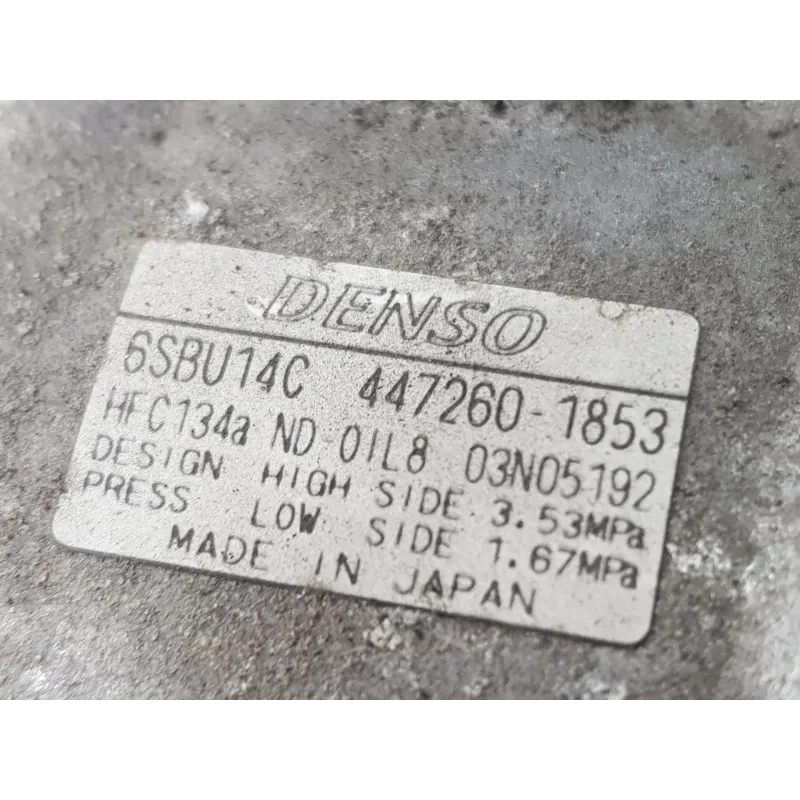 DENSO
6SBU14C 447260-1853
HFC134a ND-OIL8 03N05192
DESIGN HIGH SIDE 3.53MPa
PRESS LOW SIDE 1.67MPa
MADE IN JAPAN